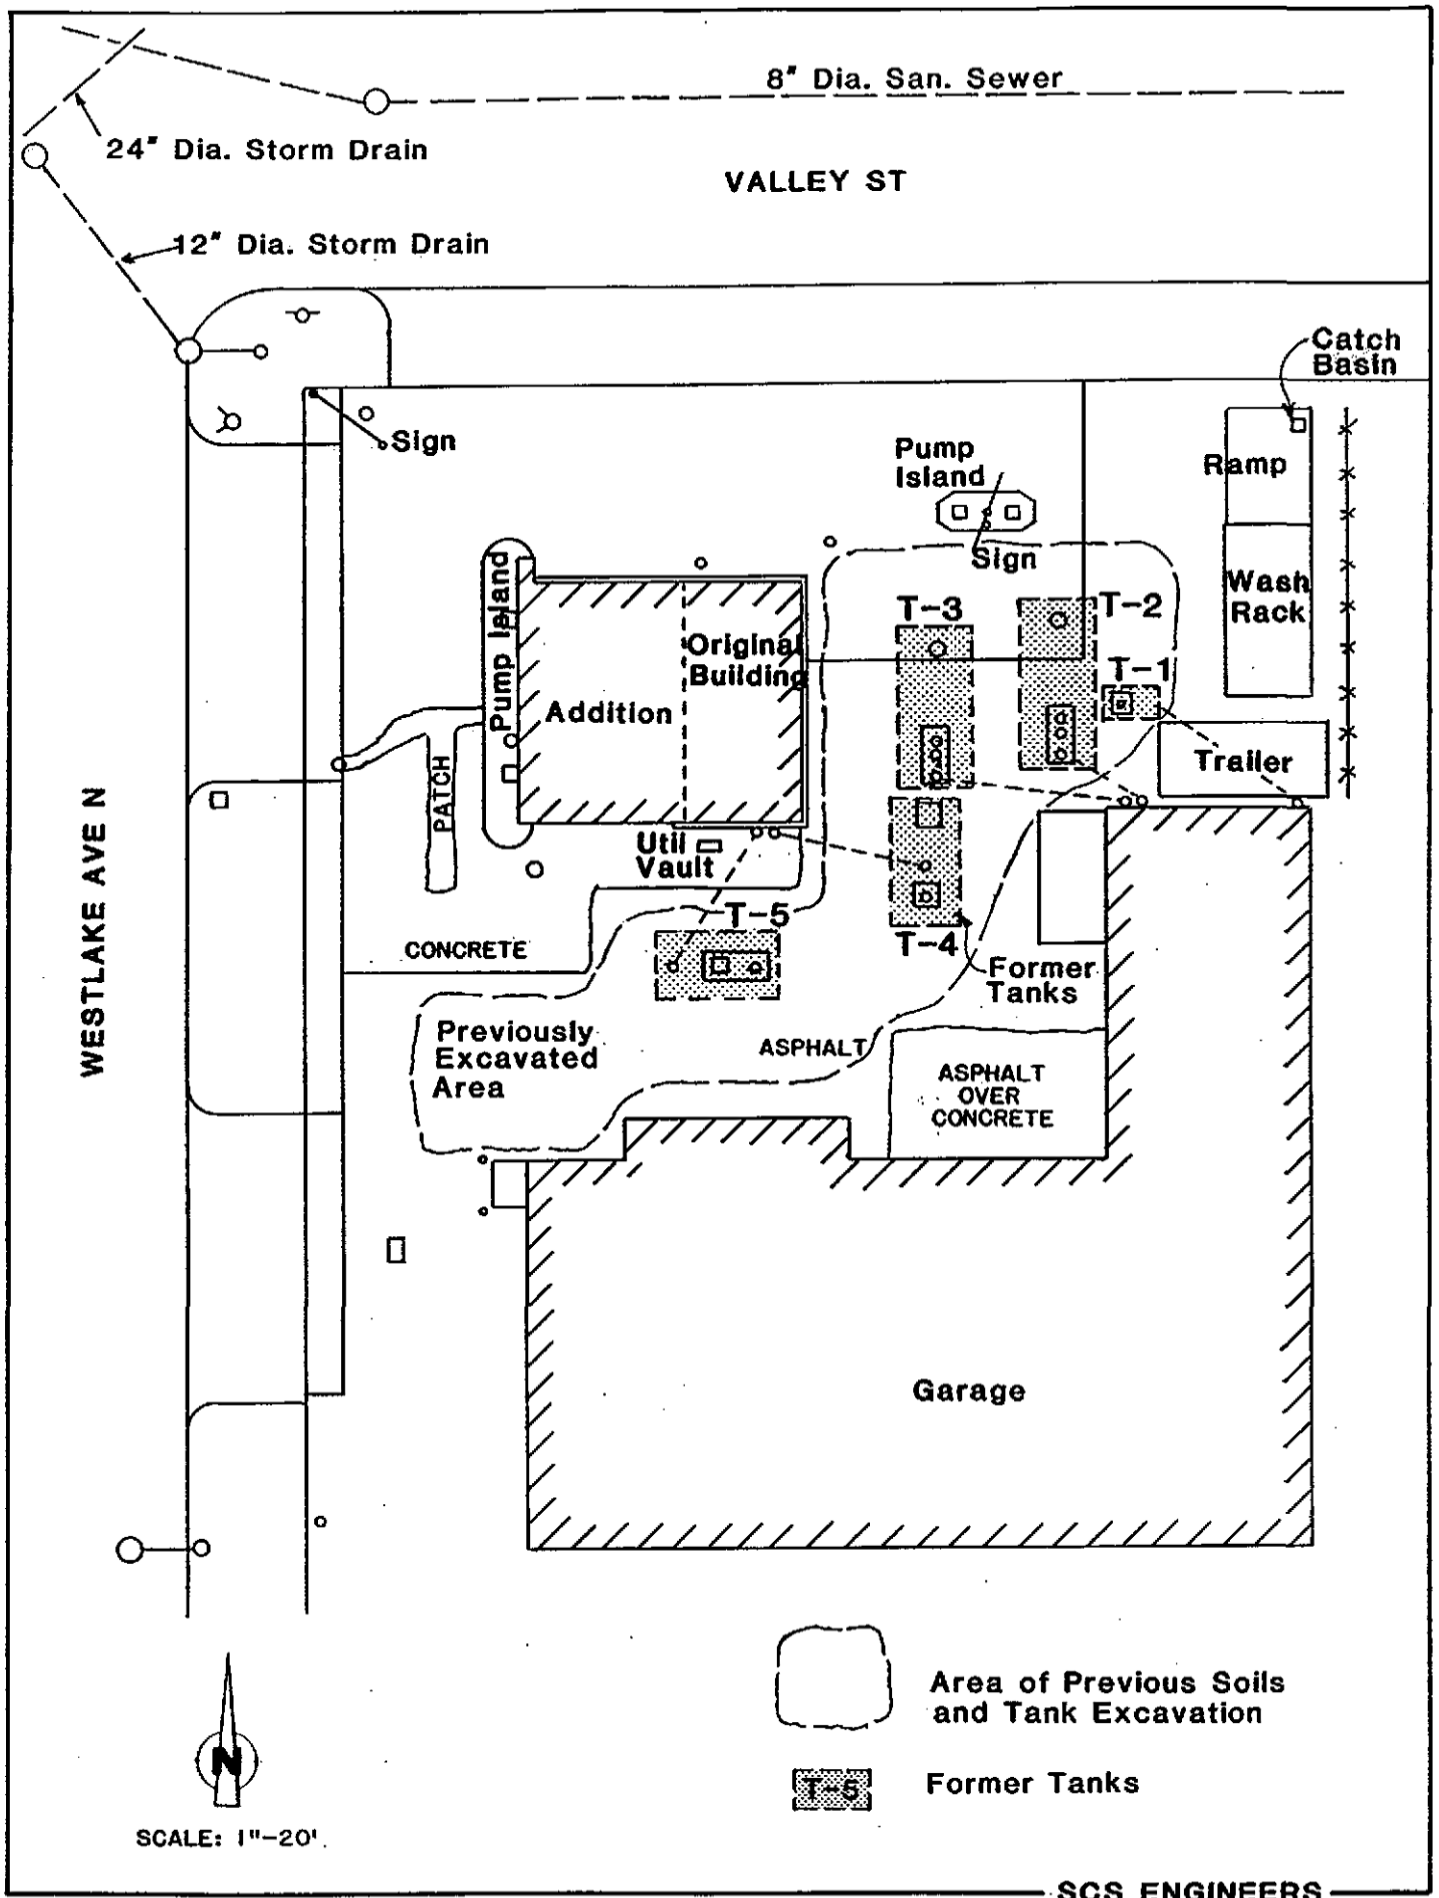 8" Dia. San. Sewer
24" Dia. Storm Drain
VALLEY ST
12" Dia. Storm Drain
Catch
Basin
Sign
Pump
Island
Ramp
Sign
Pump Island
Wash
Rack
T-3
T-2
Original
Building
T-1
Addition
Trailer
PATCH
WESTLAKE AVE N
Util
Vault
T-5
T-4
CONCRETE
Former
Tanks
Previously
Excavated
Area
ASPHALT
ASPHALT
OVER
CONCRETE
Garage
Area of Previous Soils
and Tank Excavation
N
T-5
Former Tanks
SCALE: 1"-20'
SCS ENGINEERS